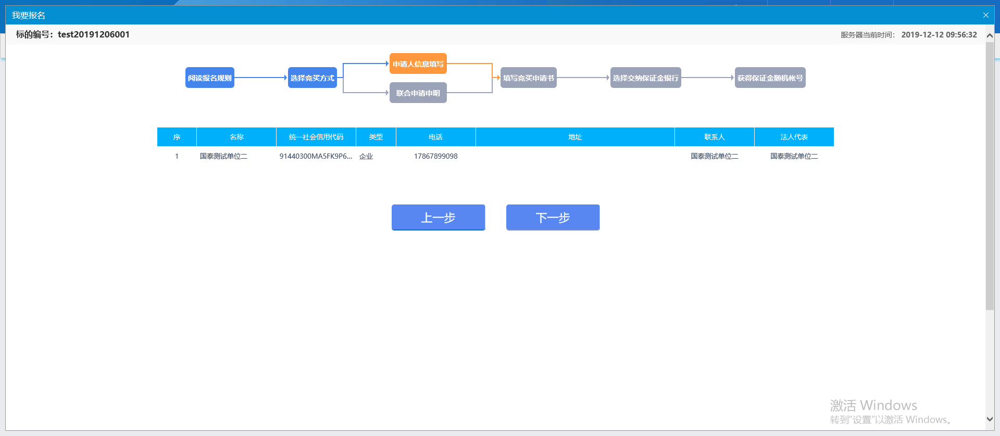 我要报名
标的编号：test20191206001
服务器当前时间： 2019-12-12 09:56:32
阅读报名规则
选择竞买方式
申请人信息填写
联合申请申明
填写竞买申请书
选择交纳保证金银行
获得保证金随机帐号
序 名称 统一社会信用代码 类型 电话 地址 联系人 法人代表
1 国泰测试单位二 91440300MA5FK9P6... 企业 17867899098 国泰测试单位二 国泰测试单位二
上一步 下一步
激活 Windows
转到“设置”以激活 Windows。